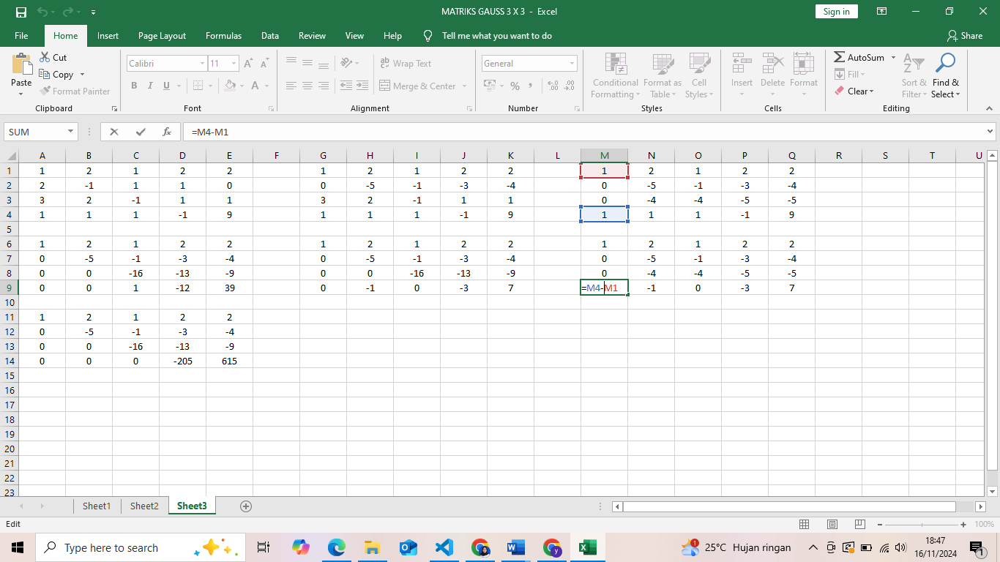 MATRIKS GAUSS 3 X 3 - Excel
Sign in
File Home Insert Page Layout Formulas Data Review View Help Tell me what you want to do Share
Paste
Cut
Copy
Format Painter
Clipboard
Calibri 11
B I U
Font
Wrap Text
Merge & Center
Alignment
General
%
Number
Conditional Formatting
Format as Table
Cell Styles
Styles
Insert
Delete
Format
Cells
AutoSum
Fill
Clear
Sort & Filter
Find & Select
Editing
SUM fx =M4-M1
A B C D E F G H I J K L M N O P Q R S T U
1 1 2 1 2 2 1 2 1 2 2 1 2 1 2 2
2 2 -1 1 1 0 0 -5 -1 -3 -4 0 -5 -1 -3 -4
3 3 2 -1 1 1 3 2 -1 1 1 0 -4 -4 -5 -5
4 1 1 1 -1 9 1 1 1 -1 9 1 1 1 -1 9
5
6 1 2 1 2 2 1 2 1 2 2 1 2 1 2 2
7 0 -5 -1 -3 -4 0 -5 -1 -3 -4 0 -5 -1 -3 -4
8 0 0 -16 -13 -9 0 0 -16 -13 -9 0 -4 -4 -5 -5
9 0 0 1 -12 39 0 -1 0 -3 7 =M4-M1 -1 0 -3 7
10
11 1 2 1 2 2
12 0 -5 -1 -3 -4
13 0 0 -16 -13 -9
14 0 0 0 -205 615
15
16
17
18
19
20
21
22
23
Sheet1 Sheet2 Sheet3
Edit
100%
Type here to search
25°C Hujan ringan
18:47
16/11/2024
1